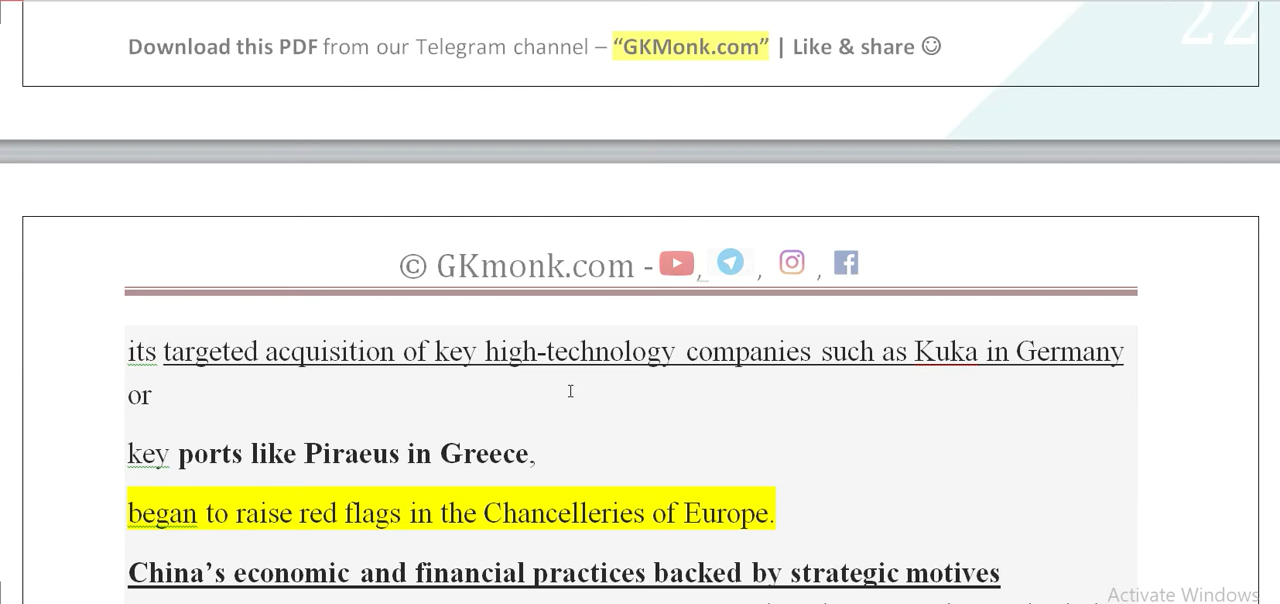 22
Download this PDF from our Telegram channel – “GKMonk.com” | Like & share ☺
© GKmonk.com - , , ,
its targeted acquisition of key high-technology companies such as Kuka in Germany
or
key ports like Piraeus in Greece,
began to raise red flags in the Chancelleries of Europe.
China’s economic and financial practices backed by strategic motives
Activate Windows